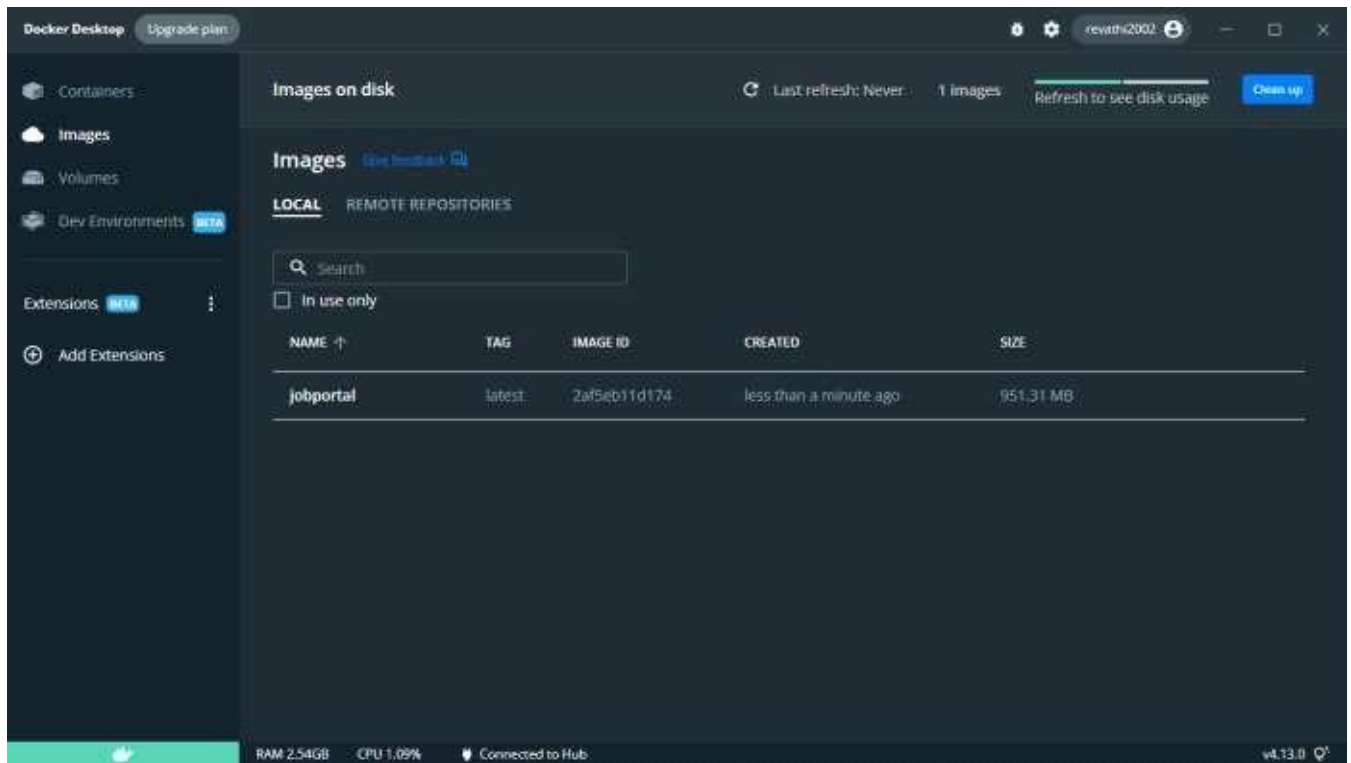 Docker Desktop Upgrade plan revathi2002
Containers
Images
Volumes
Dev Environments BETA
Extensions BETA
Add Extensions
Images on disk Last refresh: Never 1 images Refresh to see disk usage Clean up
Images Give feedback
LOCAL REMOTE REPOSITORIES
Search
In use only
NAME TAG IMAGE ID CREATED SIZE
jobportal latest 2af5eb11d174 less than a minute ago 951.31 MB
RAM 2.54GB CPU 1.09% Connected to Hub v4.13.0